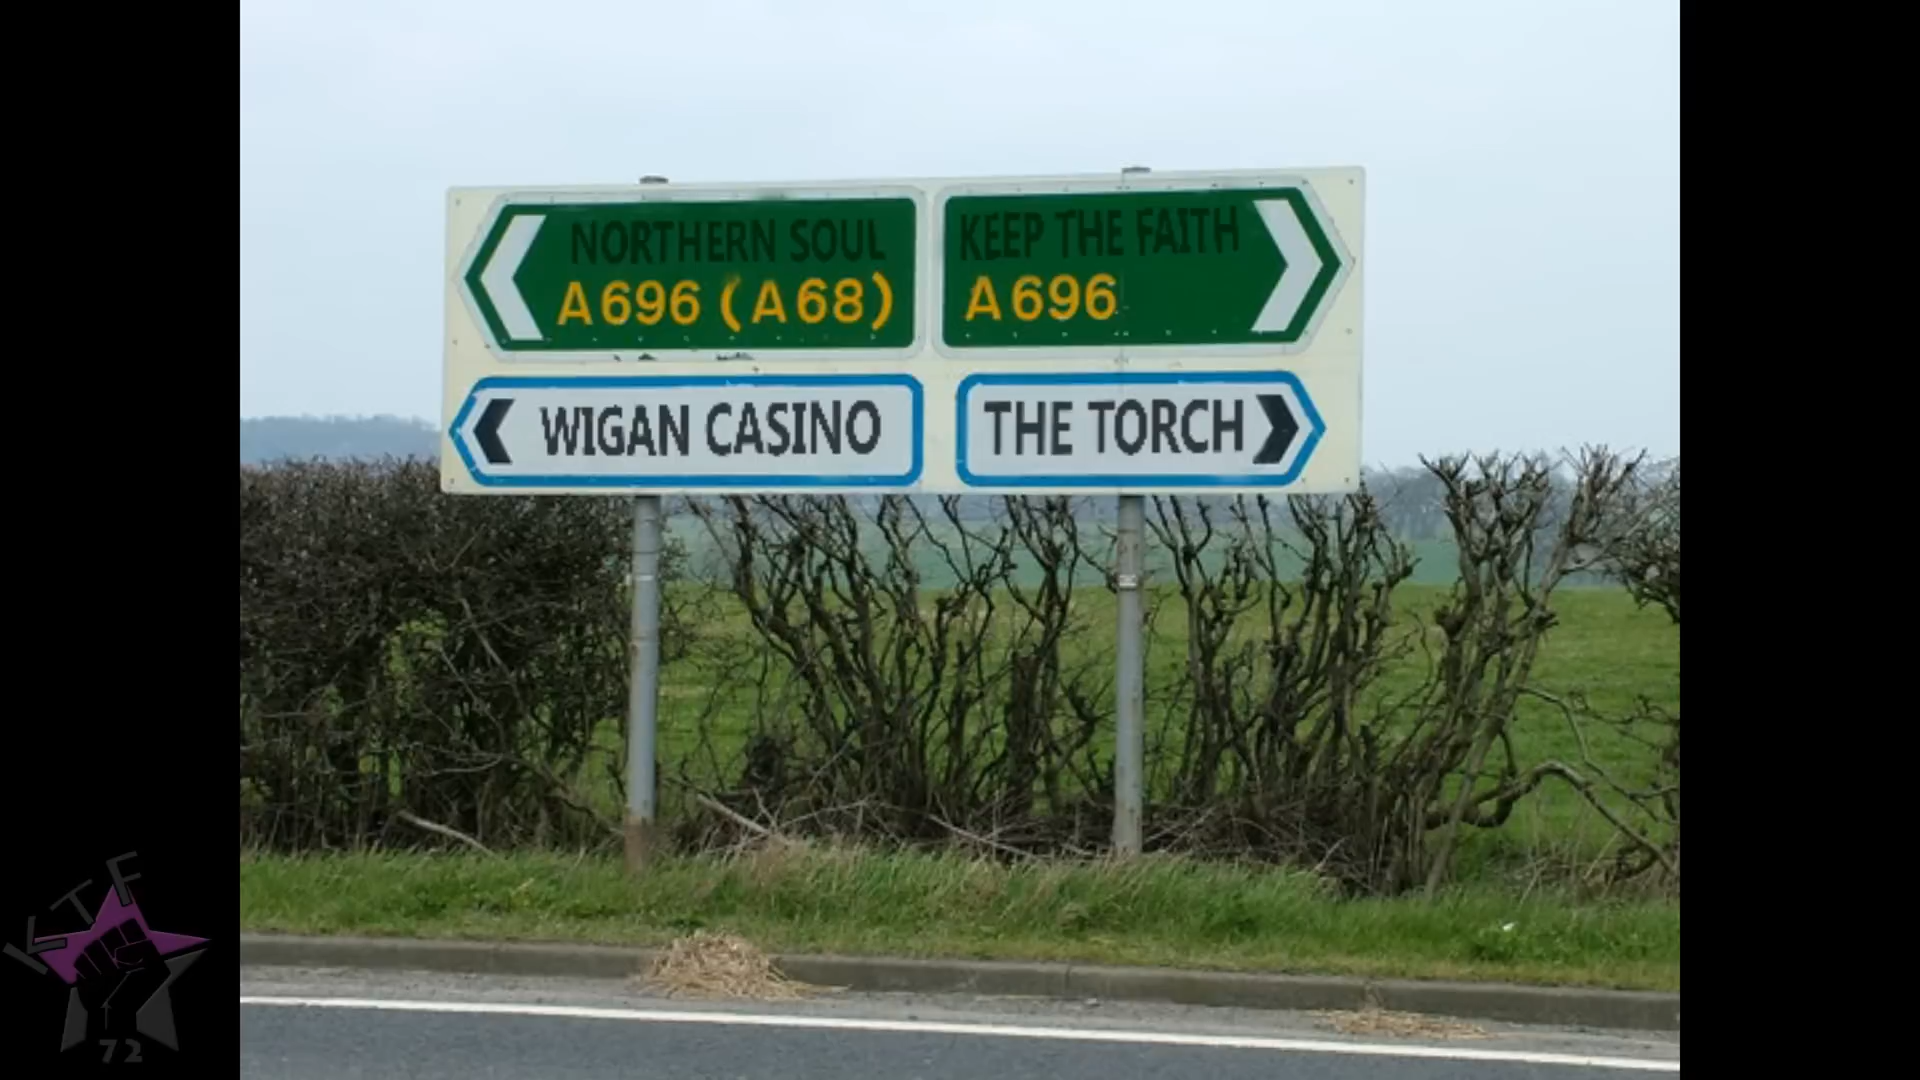 NORTHERN SOUL
A696 (A68)
KEEP THE FAITH
A696
WIGAN CASINO
THE TORCH
KTF
72